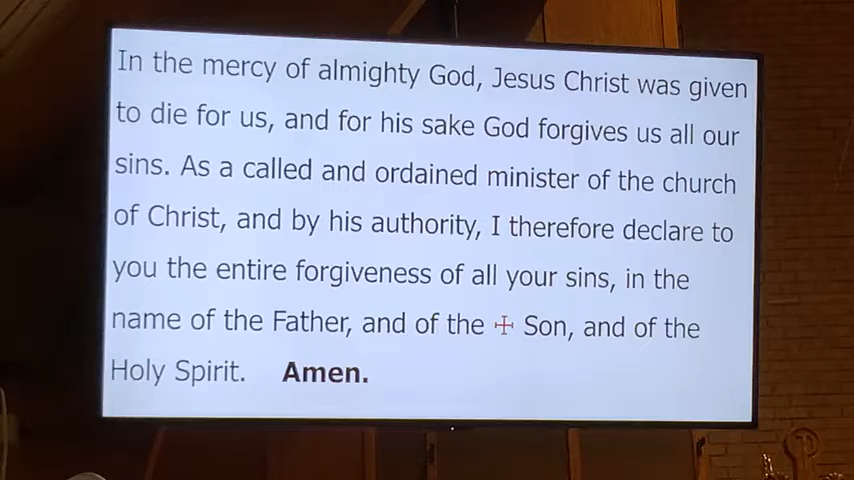 In the mercy of almighty God, Jesus Christ was given
to die for us, and for his sake God forgives us all our
sins. As a called and ordained minister of the church
of Christ, and by his authority, I therefore declare to
you the entire forgiveness of all your sins, in the
name of the Father, and of the ☩ Son, and of the
Holy Spirit. Amen.